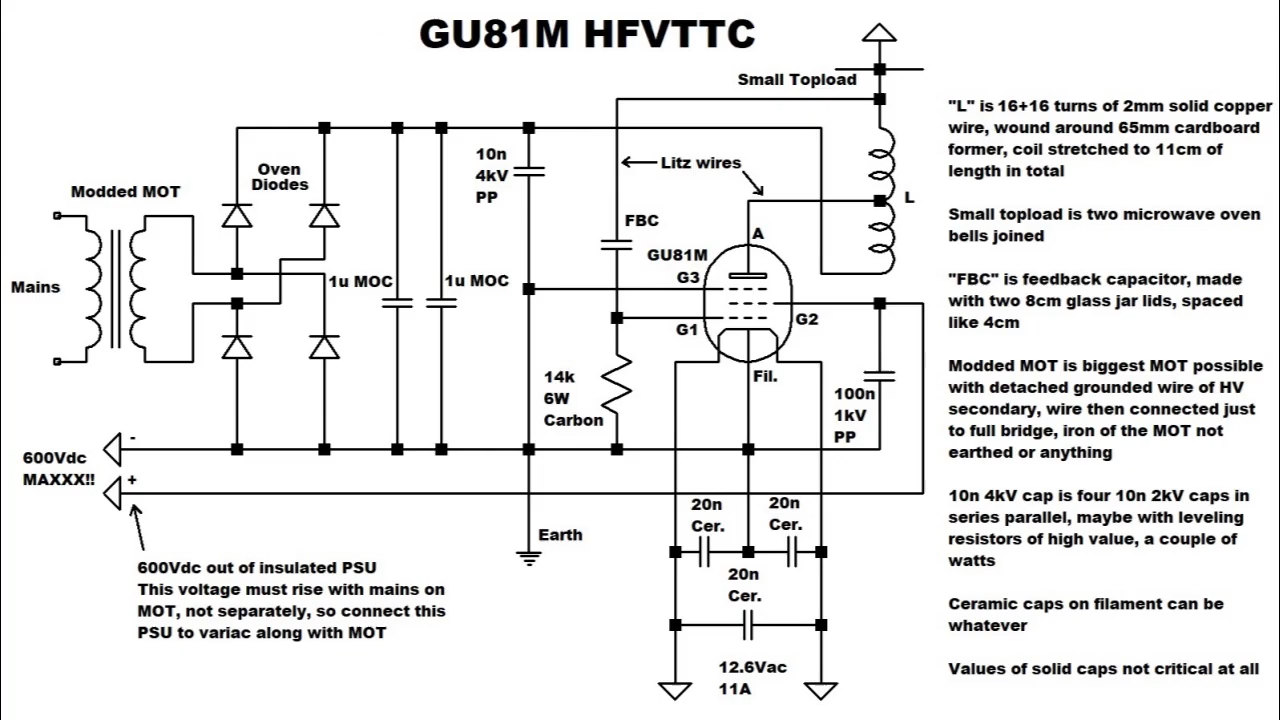 GU81M HFVTTC
Small Topload
"L" is 16+16 turns of 2mm solid copper
wire, wound around 65mm cardboard
former, coil stretched to 11cm of
length in total
Small topload is two microwave oven
bells joined
"FBC" is feedback capacitor, made
with two 8cm glass jar lids, spaced
like 4cm
Modded MOT is biggest MOT possible
with detached grounded wire of HV
secondary, wire then connected just
to full bridge, iron of the MOT not
earthed or anything
10n 4kV cap is four 10n 2kV caps in
series parallel, maybe with leveling
resistors of high value, a couple of
watts
Ceramic caps on filament can be
whatever
Values of solid caps not critical at all
Modded MOT
Oven
Diodes
10n
4kV
PP
Litz wires
L
FBC
A
GU81M
G3
G1
G2
Fil.
Mains
1u MOC
1u MOC
14k
6W
Carbon
100n
1kV
PP
-
600Vdc
MAXXX!!
+
Earth
20n
Cer.
20n
Cer.
20n
Cer.
12.6Vac
11A
600Vdc out of insulated PSU
This voltage must rise with mains on
MOT, not separately, so connect this
PSU to variac along with MOT